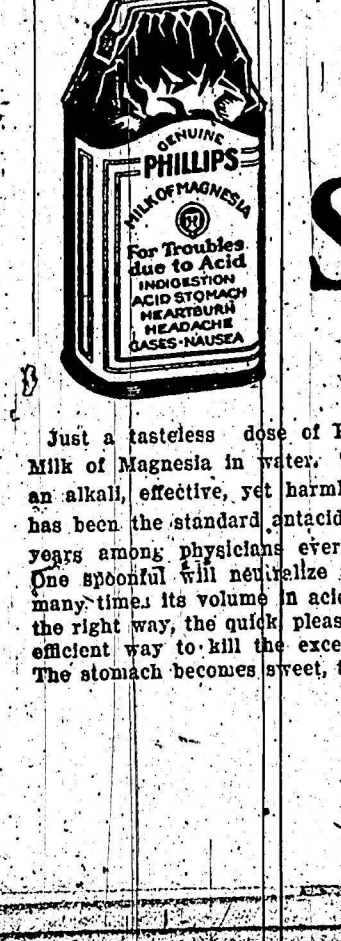 GENUINE
PHILLIPS
MILK OF MAGNESIA
For Troubles
due to Acid
INDIGESTION
ACID STOMACH
HEARTBURN
HEADACHE
GASES·NAUSEA
S
Just a tasteless dose of P
Milk of Magnesia in water.
an alkali, effective, yet harml
has been the standard antacid
years among physicians ever
One spoonful will neutralize
many times its volume in acid
the right way, the quick, pleas
efficient way to kill the exce
The stomach becomes sweet, t